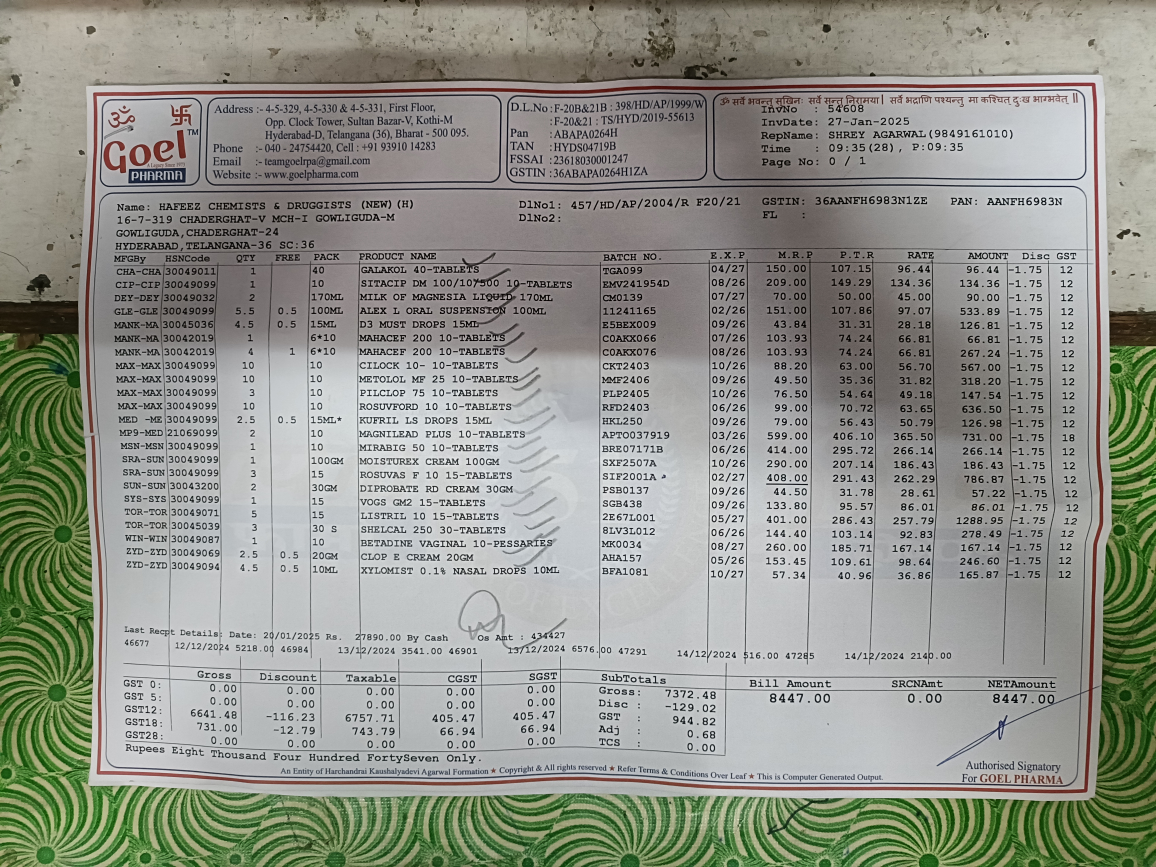 ॐ 卐
Goel TM
A Legacy Since 1975
PHARMA
Address :- 4-5-329, 4-5-330 & 4-5-331, First Floor,
Opp. Clock Tower, Sultan Bazar-V, Kothi-M
Hyderabad-D, Telangana (36), Bharat - 500 095.
Phone :- 040 - 24754420, Cell : +91 93910 14283
Email :- teamgoelrpa@gmail.com
Website :- www.goelpharma.com
D.L.No :F-20B&21B : 398/HD/AP/1999/W
:F-20&21 : TS/HYD/2019-55613
Pan :ABAPA0264H
TAN :HYDS04719B
FSSAI :23618030001247
GSTIN :36ABAPA0264H1ZA
ॐ सर्वे भवन्तु सुखिनः सर्वे सन्तु निरामया| सर्वे भद्राणि पश्यन्तु मा कश्चित् दुःख भाग्भवेत् ||
InvNo : 54608
InvDate: 27-Jan-2025
RepName: SHREY AGARWAL(9849161010)
Time : 09:35(28), P:09:35
Page No: 0 / 1
Name: HAFEEZ CHEMISTS & DRUGGISTS (NEW)(H) DlNo1: 457/HD/AP/2004/R F20/21 GSTIN: 36AANFH6983N1ZE PAN: AANFH6983N
16-7-319 CHADERGHAT-V MCH-I GOWLIGUDA-M DlNo2: FL :
GOWLIGUDA,CHADERGHAT-24
HYDERABAD,TELANGANA-36 SC:36
MFGBy HSNCode QTY FREE PACK PRODUCT NAME BATCH NO. E.X.P M.R.P P.T.R RATE AMOUNT Disc GST
CHA-CHA 30049011 1 40 GALAKOL 40-TABLETS TGA099 04/27 150.00 107.15 96.44 96.44 -1.75 12
CIP-CIP 30049099 1 10 SITACIP DM 100/10/500 10-TABLETS EMV241954D 08/26 209.00 149.29 134.36 134.36 -1.75 12
DEY-DEY 30049032 2 170ML MILK OF MAGNESIA LIQUID 170ML CM0139 07/27 70.00 50.00 45.00 90.00 -1.75 12
GLE-GLE 30049099 5.5 0.5 100ML ALEX L ORAL SUSPENSION 100ML 11241165 02/26 151.00 107.86 97.07 533.89 -1.75 12
MANK-MA 30045036 4.5 0.5 15ML D3 MUST DROPS 15ML E5BEX009 09/26 43.84 31.31 28.18 126.81 -1.75 12
MANK-MA 30042019 1 6*10 MAHACEF 200 10-TABLETS C0AKX066 07/26 103.93 74.24 66.81 66.81 -1.75 12
MANK-MA 30042019 4 1 6*10 MAHACEF 200 10-TABLETS C0AKX076 08/26 103.93 74.24 66.81 267.24 -1.75 12
MAX-MAX 30049099 10 10 CILOCK 10- 10-TABLETS CKT2403 10/26 88.20 63.00 56.70 567.00 -1.75 12
MAX-MAX 30049099 10 10 METOLOL MF 25 10-TABLETS MMF2406 09/26 49.50 35.36 31.82 318.20 -1.75 12
MAX-MAX 30049099 3 10 PILCLOP 75 10-TABLETS PLP2405 10/26 76.50 54.64 49.18 147.54 -1.75 12
MAX-MAX 30049099 10 10 ROSUVFORD 10 10-TABLETS RFD2403 06/26 99.00 70.72 63.65 636.50 -1.75 12
MED -ME 30049099 2.5 0.5 15ML* KUFRIL LS DROPS 15ML HKL250 09/26 79.00 56.43 50.79 126.98 -1.75 12
MP9-MED 21069099 2 10 MAGNILEAD PLUS 10-TABLETS APTO037919 03/26 599.00 406.10 365.50 731.00 -1.75 18
MSN-MSN 30049099 1 10 MIRABIG 50 10-TABLETS BRE07171B 06/26 414.00 295.72 266.14 266.14 -1.75 12
SRA-SUN 30049099 1 100GM MOISTUREX CREAM 100GM SXF2507A 10/26 290.00 207.14 186.43 186.43 -1.75 12
SRA-SUN 30049099 3 15 ROSUVAS F 10 15-TABLETS SIF2001A 02/27 408.00 291.43 262.29 786.87 -1.75 12
SUN-SUN 30043200 2 30GM DIPROBATE RD CREAM 30GM PSB0137 09/26 44.50 31.78 28.61 57.22 -1.75 12
SYS-SYS 30049099 1 15 VOGS GM2 15-TABLETS SGB438 09/26 133.80 95.57 86.01 86.01 -1.75 12
TOR-TOR 30049071 5 15 LISTRIL 10 15-TABLETS 2E67L001 05/27 401.00 286.43 257.79 1288.95 -1.75 12
TOR-TOR 30045039 3 30 S SHELCAL 250 30-TABLETS 8LV3L012 06/26 144.40 103.14 92.83 278.49 -1.75 12
WIN-WIN 30049087 1 10 BETADINE VAGINAL 10-PESSARIES MK0034 08/27 260.00 185.71 167.14 167.14 -1.75 12
ZYD-ZYD 30049069 2.5 0.5 20GM CLOP E CREAM 20GM AHA157 05/26 153.45 109.61 98.64 246.60 -1.75 12
ZYD-ZYD 30049094 4.5 0.5 10ML XYLOMIST 0.1% NASAL DROPS 10ML BFA1081 10/27 57.34 40.96 36.86 165.87 -1.75 12
Last Recpt Details: Date: 20/01/2025 Rs. 27890.00 By Cash Os Amt : 434427
46677 12/12/2024 5218.00 46984 13/12/2024 3541.00 46901 13/12/2024 6576.00 47291 14/12/2024 516.00 47285 14/12/2024 2140.00
Gross Discount Taxable CGST SGST
GST 0: 0.00 0.00 0.00 0.00 0.00
GST 5: 0.00 0.00 0.00 0.00 0.00
GST12: 6641.48 -116.23 6757.71 405.47 405.47
GST18: 731.00 -12.79 743.79 66.94 66.94
GST28: 0.00 0.00 0.00 0.00 0.00
SubTotals
Gross: 7372.48
Disc : -129.02
GST : 944.82
Adj : 0.68
TCS : 0.00
Bill Amount SRCNAmt NETAmount
8447.00 0.00 8447.00
Rupees Eight Thousand Four Hundred FortySeven Only.
Authorised Signatory
For GOEL PHARMA
An Entity of Harchandrai Kaushalyadevi Agarwal Formation ★ Copyright & All rights reserved ★ Refer Terms & Conditions Over Leaf ★ This is Computer Generated Output.